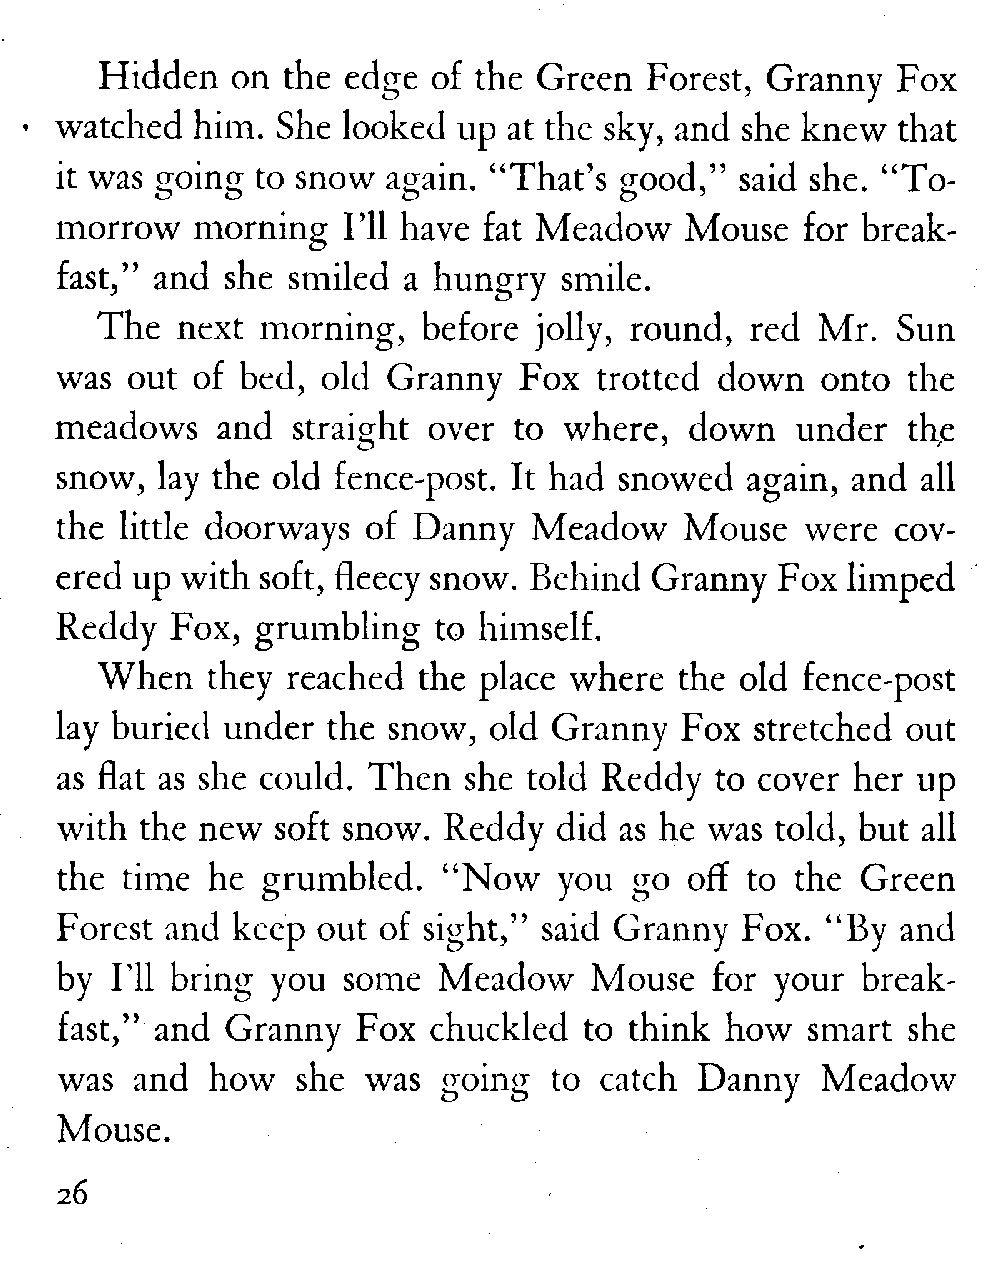 Hidden on the edge of the Green Forest, Granny Fox
watched him. She looked up at the sky, and she knew that
it was going to snow again. “That’s good,” said she. “To-
morrow morning I’ll have fat Meadow Mouse for break-
fast,” and she smiled a hungry smile.
The next morning, before jolly, round, red Mr. Sun
was out of bed, old Granny Fox trotted down onto the
meadows and straight over to where, down under the
snow, lay the old fence-post. It had snowed again, and all
the little doorways of Danny Meadow Mouse were cov-
ered up with soft, fleecy snow. Behind Granny Fox limped
Reddy Fox, grumbling to himself.
When they reached the place where the old fence-post
lay buried under the snow, old Granny Fox stretched out
as flat as she could. Then she told Reddy to cover her up
with the new soft snow. Reddy did as he was told, but all
the time he grumbled. “Now you go off to the Green
Forest and keep out of sight,” said Granny Fox. “By and
by I’ll bring you some Meadow Mouse for your break-
fast,” and Granny Fox chuckled to think how smart she
was and how she was going to catch Danny Meadow
Mouse.
26